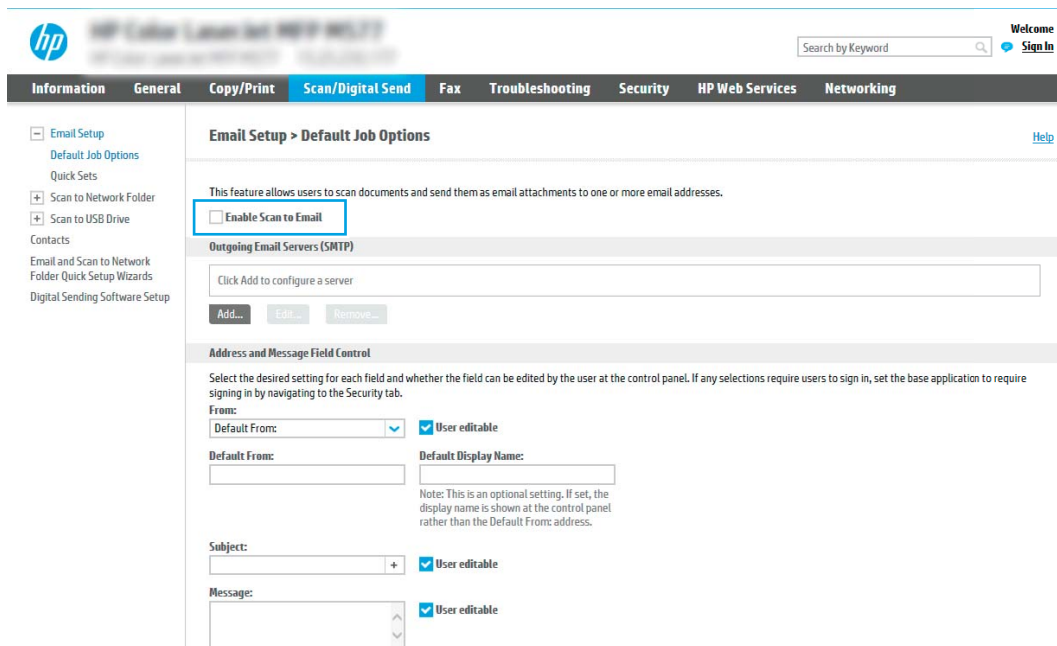 hp
Welcome
Search by Keyword
Sign In
Information General Copy/Print Scan/Digital Send Fax Troubleshooting Security HP Web Services Networking
Email Setup
Default Job Options
Quick Sets
Scan to Network Folder
Scan to USB Drive
Contacts
Email and Scan to Network
Folder Quick Setup Wizards
Digital Sending Software Setup
Email Setup > Default Job Options
Help
This feature allows users to scan documents and send them as email attachments to one or more email addresses.
Enable Scan to Email
Outgoing Email Servers (SMTP)
Click Add to configure a server
Add... Edit... Remove...
Address and Message Field Control
Select the desired setting for each field and whether the field can be edited by the user at the control panel. If any selections require users to sign in, set the base application to require
signing in by navigating to the Security tab.
From:
Default From: User editable
Default From: Default Display Name:
Note: This is an optional setting. If set, the
display name is shown at the control panel
rather than the Default From: address.
Subject:
+ User editable
Message:
User editable